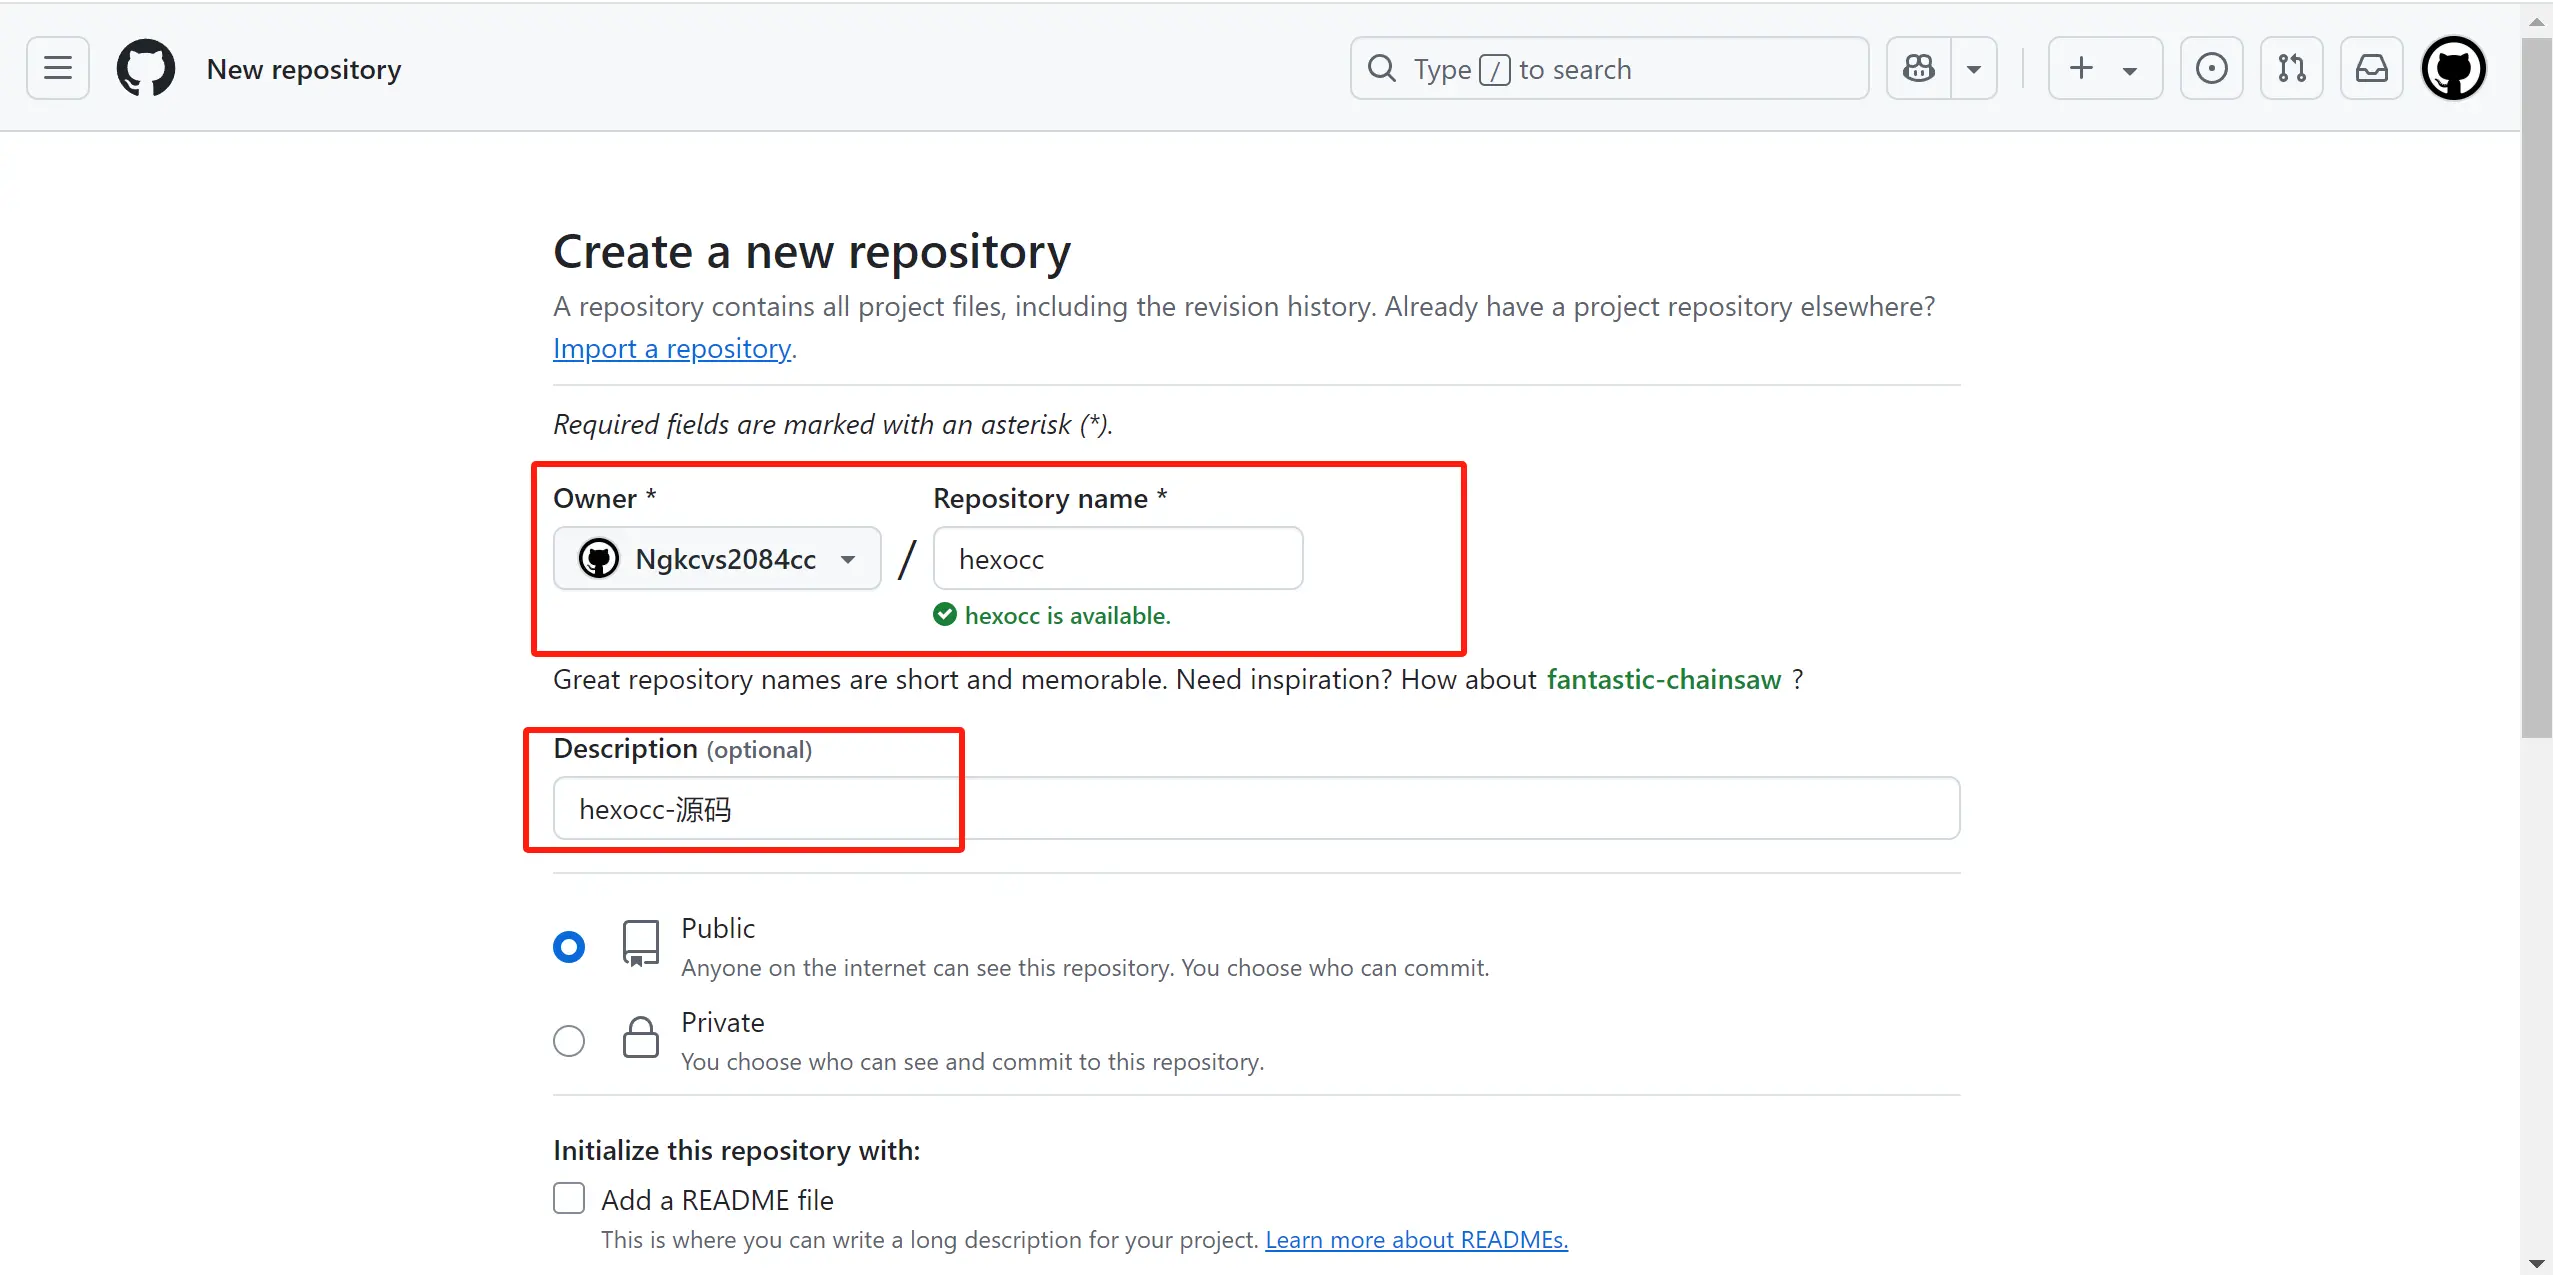 New repository
Type / to search
Create a new repository
A repository contains all project files, including the revision history. Already have a project repository elsewhere?
Import a repository.
Required fields are marked with an asterisk (*).
Owner * Repository name *
Ngkcvs2084cc / hexocc
hexocc is available.
Great repository names are short and memorable. Need inspiration? How about fantastic-chainsaw ?
Description (optional)
hexocc-源码
Public
Anyone on the internet can see this repository. You choose who can commit.
Private
You choose who can see and commit to this repository.
Initialize this repository with:
Add a README file
This is where you can write a long description for your project. Learn more about READMEs.